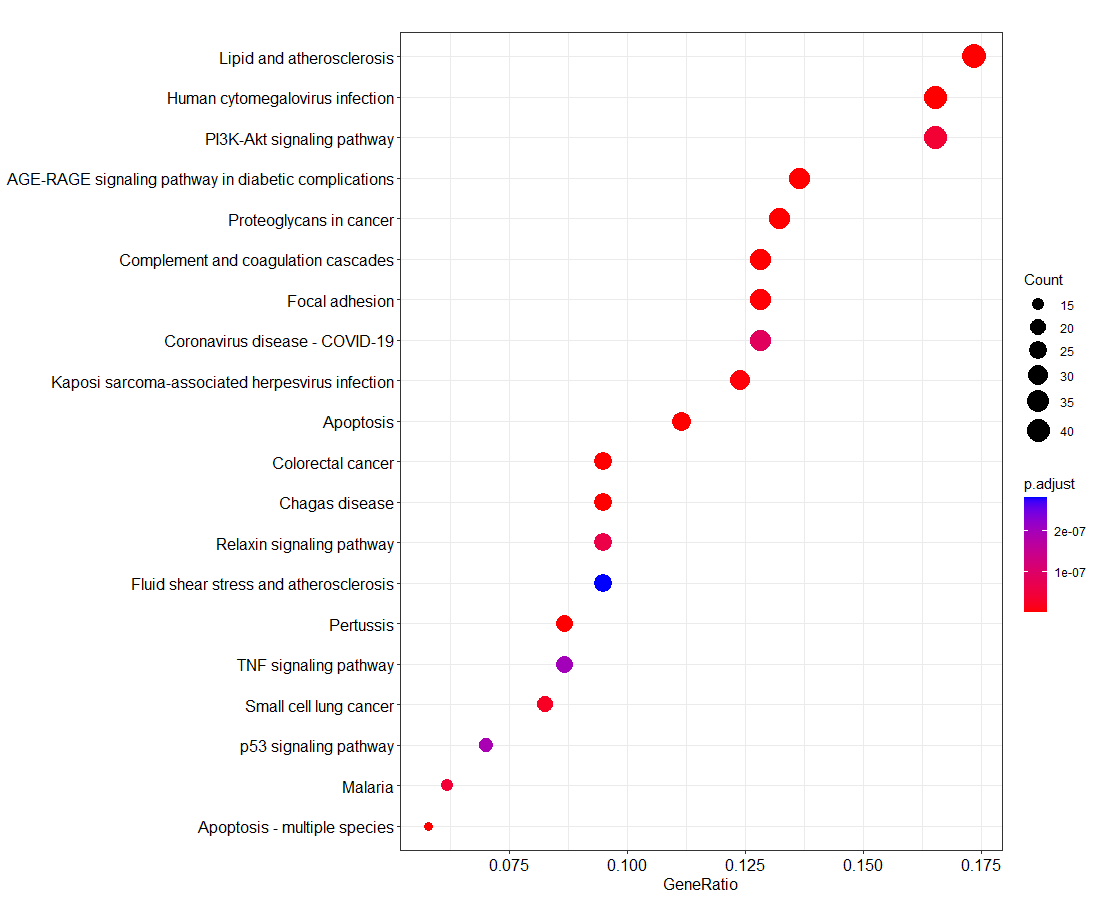 Lipid and atherosclerosis
Human cytomegalovirus infection
PI3K-Akt signaling pathway
AGE-RAGE signaling pathway in diabetic complications
Proteoglycans in cancer
Complement and coagulation cascades
Focal adhesion
Coronavirus disease - COVID-19
Kaposi sarcoma-associated herpesvirus infection
Apoptosis
Colorectal cancer
Chagas disease
Relaxin signaling pathway
Fluid shear stress and atherosclerosis
Pertussis
TNF signaling pathway
Small cell lung cancer
p53 signaling pathway
Malaria
Apoptosis - multiple species
0.075 0.100 0.125 0.150 0.175
GeneRatio
Count
15
20
25
30
35
40
p.adjust
2e-07
1e-07